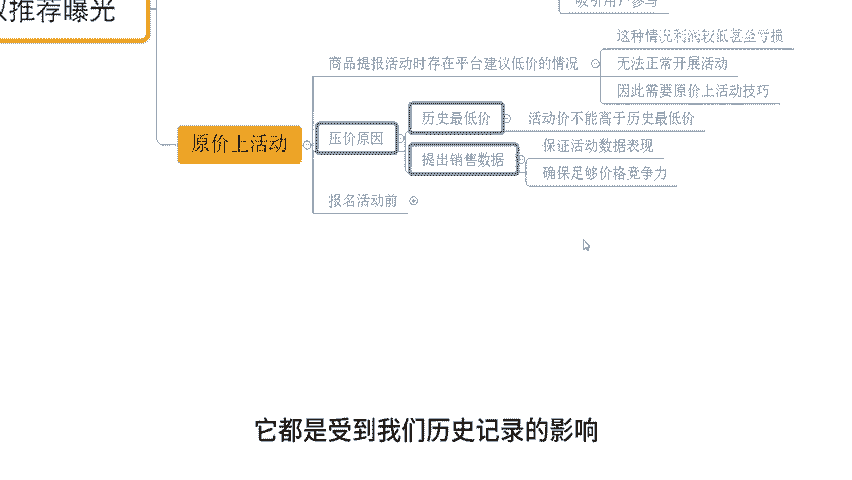 推荐曝光
吸引用户参与
这种情况利润较低甚至亏损
商品提报活动时存在平台建议低价的情况
无法正常开展活动
因此需要原价上活动技巧
原价上活动
压价原因
历史最低价
活动价不能高于历史最低价
提出销售数据
保证活动数据表现
确保足够价格竞争力
报名活动前
它都是受到我们历史记录的影响